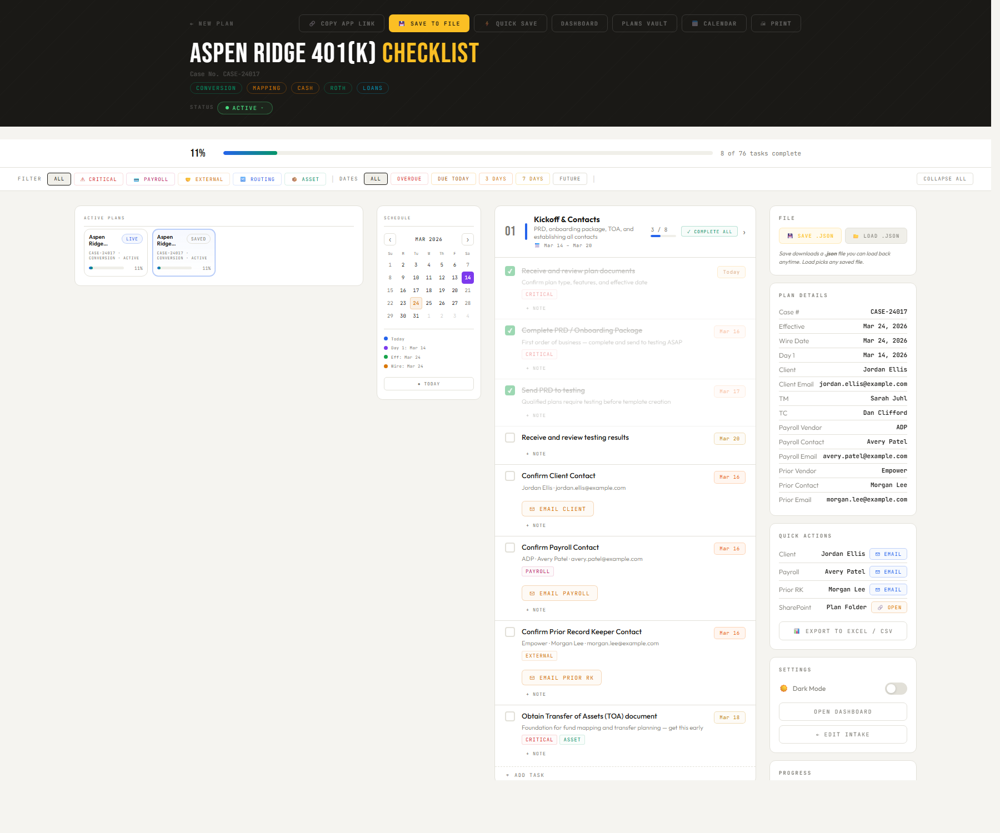 ← NEW PLAN
COPY APP LINK
SAVE TO FILE
QUICK SAVE
DASHBOARD
PLANS VAULT
CALENDAR
PRINT
ASPEN RIDGE 401(K) CHECKLIST
Case No. CASE-24017
CONVERSION
MAPPING
CASH
ROTH
LOANS
STATUS
ACTIVE
11%
8 of 76 tasks complete
FILTER
ALL
CRITICAL
PAYROLL
EXTERNAL
ROUTING
ASSET
DATES
ALL
OVERDUE
DUE TODAY
3 DAYS
7 DAYS
FUTURE
COLLAPSE ALL
ACTIVE PLANS
Aspen Ridge…
LIVE
CASE-24017 ·
CONVERSION · ACTIVE
11%
Aspen Ridge…
SAVED
CASE-24017 ·
CONVERSION · ACTIVE
11%
SCHEDULE
‹ MAR 2026 ›
Su M Tu W Th F Sa
1 2 3 4 5 6 7
8 9 10 11 12 13 14
15 16 17 18 19 20 21
22 23 24 25 26 27 28
29 30 31 1 2 3 4
Today
Day 1: Mar 14
Eff: Mar 24
Wire: Mar 24
● TODAY
01
Kickoff & Contacts
PRD, onboarding package, TOA, and
establishing all contacts
Mar 14 – Mar 20
3 / 8
✓ COMPLETE ALL
›
Receive and review plan documents
Today
Confirm plan type, features, and effective date
CRITICAL
+ NOTE
Complete PRD / Onboarding Package
Mar 16
First order of business — complete and send to testing ASAP
CRITICAL
+ NOTE
Send PRD to testing
Mar 17
Qualified plans require testing before template creation
+ NOTE
Receive and review testing results
Mar 20
+ NOTE
Confirm Client Contact
Mar 16
Jordan Ellis · jordan.ellis@example.com
EMAIL CLIENT
+ NOTE
Confirm Payroll Contact
Mar 16
ADP · Avery Patel · avery.patel@example.com
PAYROLL
EMAIL PAYROLL
+ NOTE
Confirm Prior Record Keeper Contact
Mar 16
Empower · Morgan Lee · morgan.lee@example.com
EXTERNAL
EMAIL PRIOR RK
+ NOTE
Obtain Transfer of Assets (TOA) document
Mar 18
Foundation for fund mapping and transfer planning — get this early
CRITICAL
ASSET
+ NOTE
+ ADD TASK
FILE
SAVE .JSON
LOAD .JSON
Save downloads a .json file you can load back
anytime. Load picks any saved file.
PLAN DETAILS
Case # CASE-24017
Effective Mar 24, 2026
Wire Date Mar 24, 2026
Day 1 Mar 14, 2026
Client Jordan Ellis
Client Email jordan.ellis@example.com
TM Sarah Juhl
TC Dan Clifford
Payroll Vendor ADP
Payroll Contact Avery Patel
Payroll Email avery.patel@example.com
Prior Vendor Empower
Prior Contact Morgan Lee
Prior Email morgan.lee@example.com
QUICK ACTIONS
Client Jordan Ellis EMAIL
Payroll Avery Patel EMAIL
Prior RK Morgan Lee EMAIL
SharePoint Plan Folder OPEN
EXPORT TO EXCEL / CSV
SETTINGS
Dark Mode
OPEN DASHBOARD
← EDIT INTAKE
PROGRESS